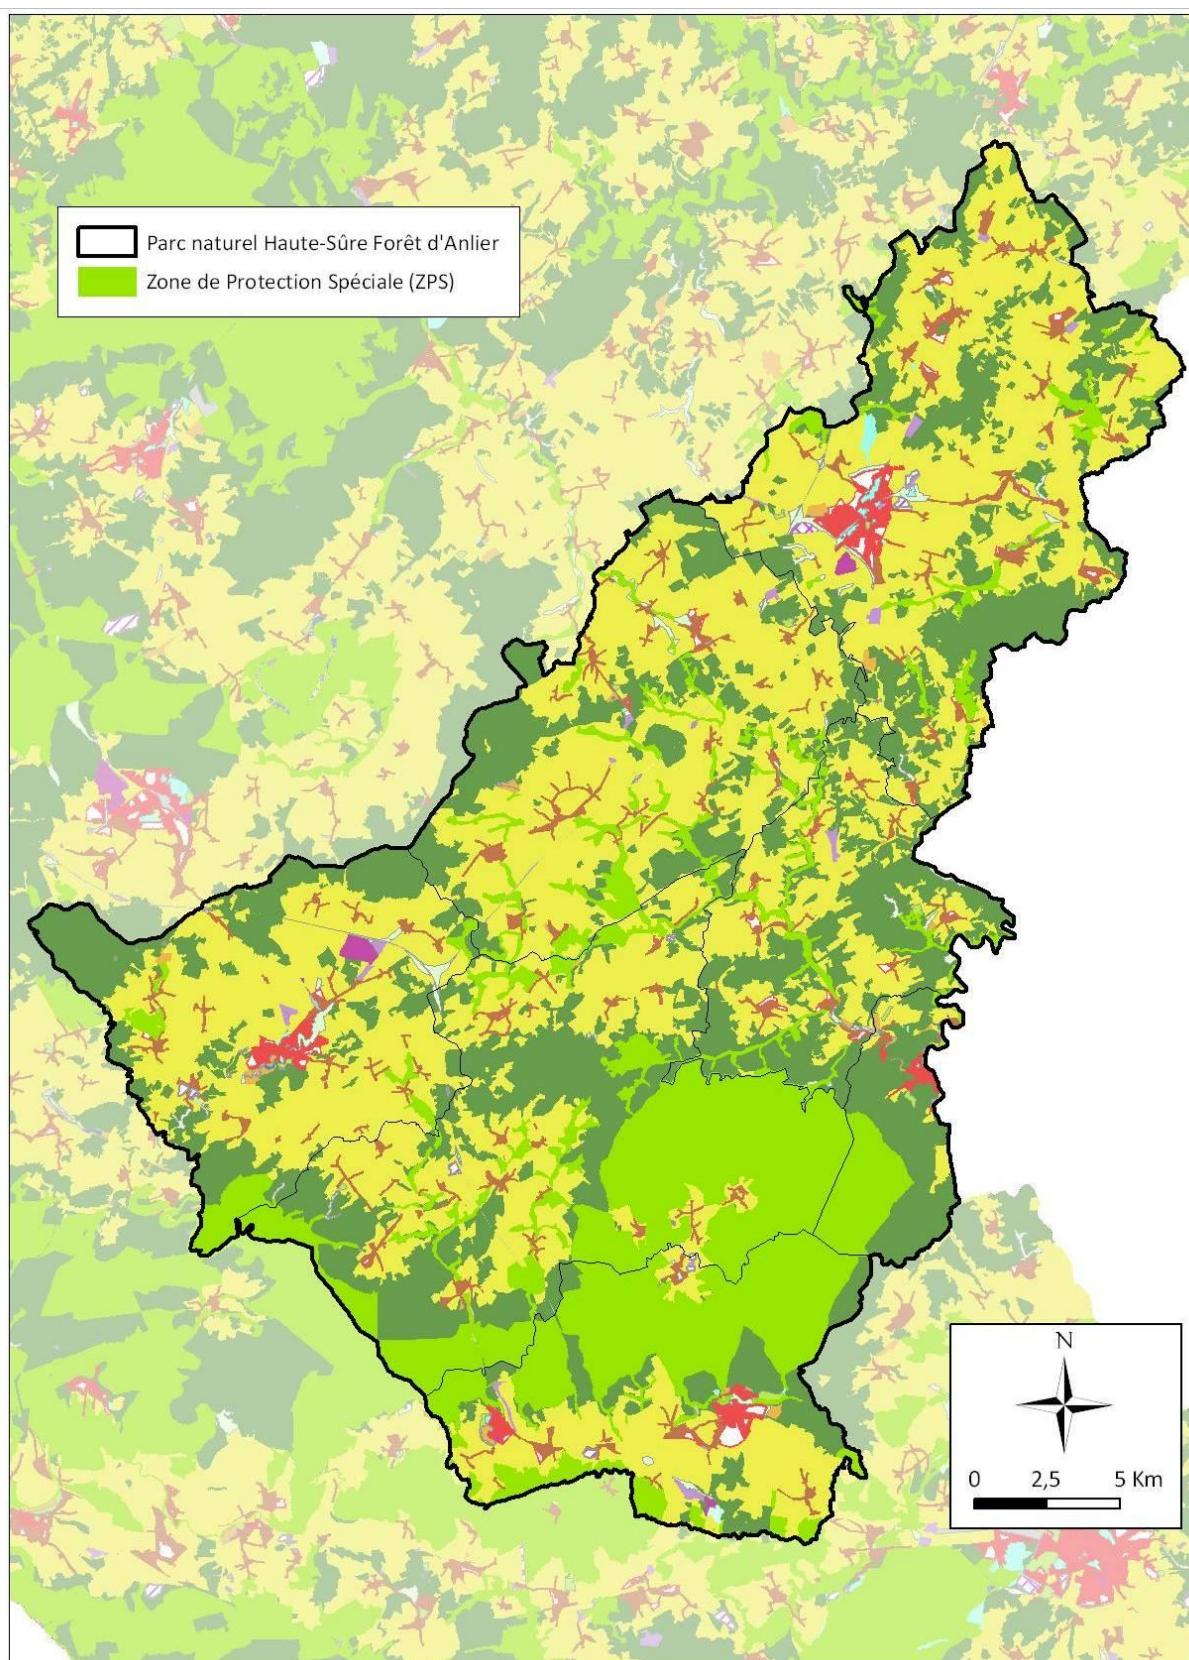 Parc naturel Haute-Sûre Forêt d'Anlier
Zone de Protection Spéciale (ZPS)
N
0 2,5 5 Km